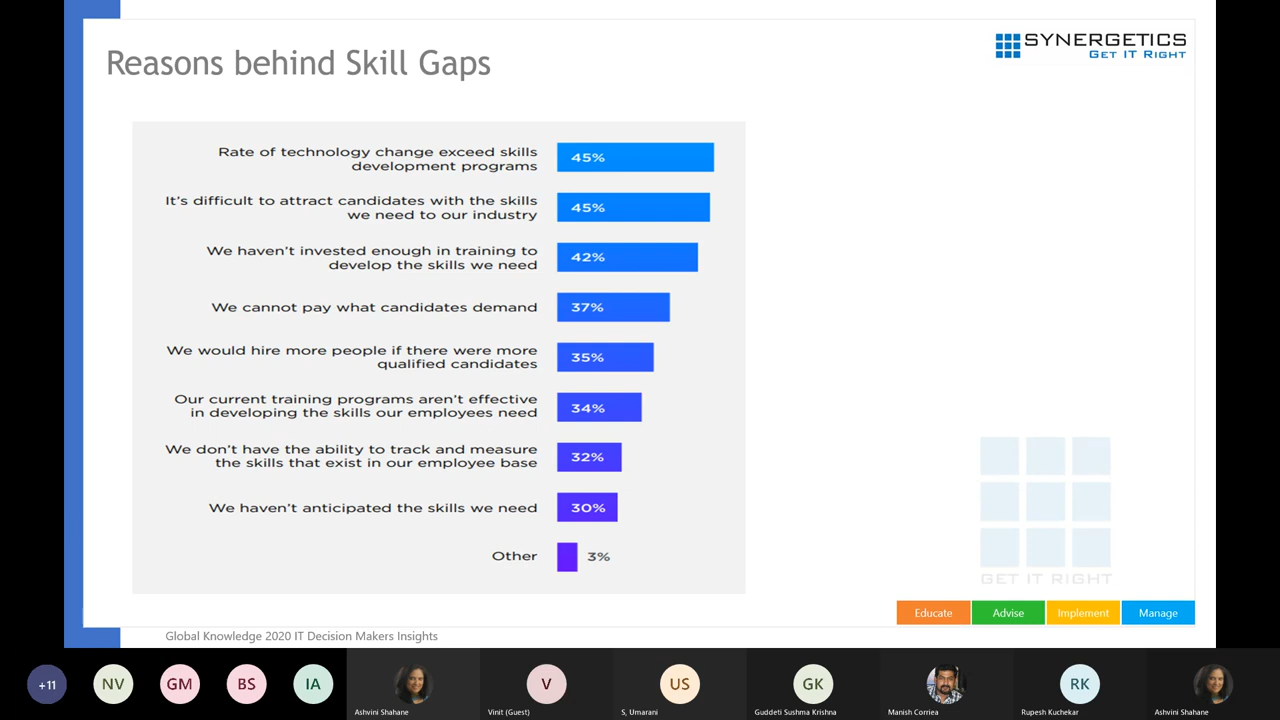 Reasons behind Skill Gaps
SYNERGETICS
GET IT RIGHT
Rate of technology change exceed skills
development programs
45%
It's difficult to attract candidates with the skills
we need to our industry
45%
We haven't invested enough in training to
develop the skills we need
42%
We cannot pay what candidates demand
37%
We would hire more people if there were more
qualified candidates
35%
Our current training programs aren't effective
in developing the skills our employees need
34%
We don't have the ability to track and measure
the skills that exist in our employee base
32%
We haven't anticipated the skills we need
30%
Other
3%
GET IT RIGHT
Educate
Advise
Implement
Manage
Global Knowledge 2020 IT Decision Makers Insights
+11
NV
GM
BS
IA
Ashvini Shahane
V
Vinit (Guest)
US
S, Umarani
GK
Guddeti Sushma Krishna
Manish Corriea
RK
Rupesh Kuchekar
Ashvini Shahane